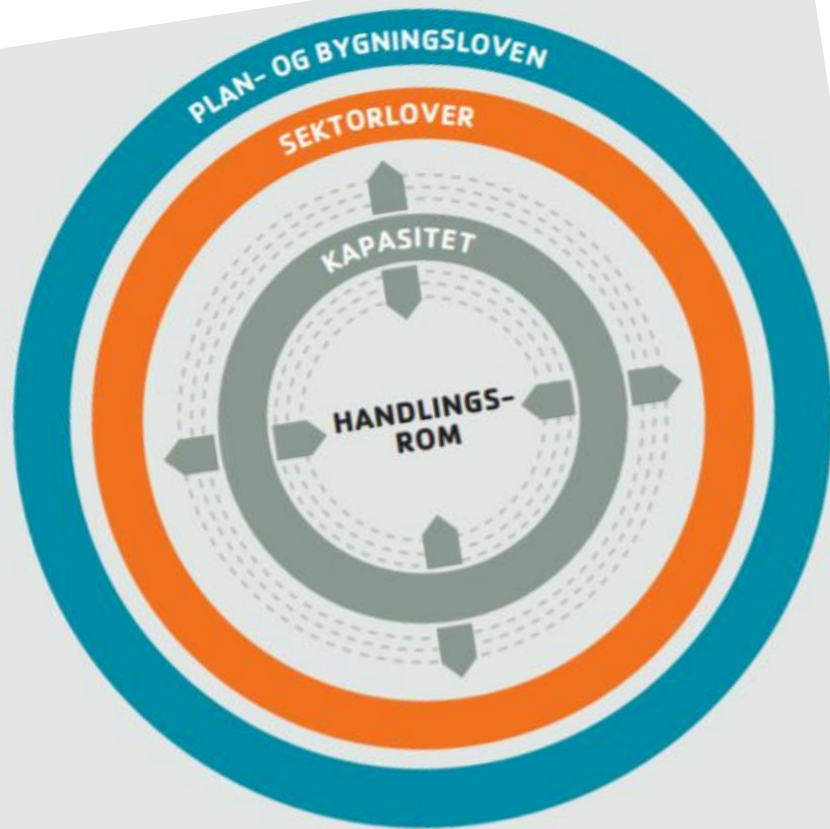 PLAN- OG BYGNINGSLOVEN
SEKTORLOVER
KAPASITET
HANDLINGS-
ROM